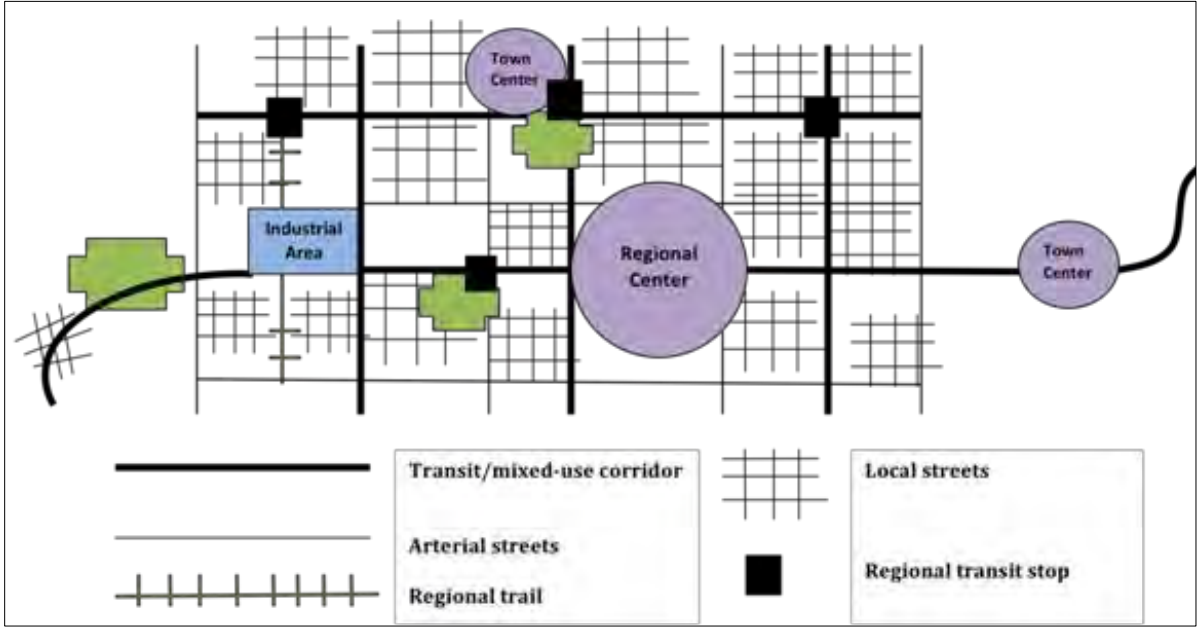 Town
Center
Industrial
Area
Regional
Center
Town
Center
Transit/mixed-use corridor
Arterial streets
Regional trail
Local streets
Regional transit stop